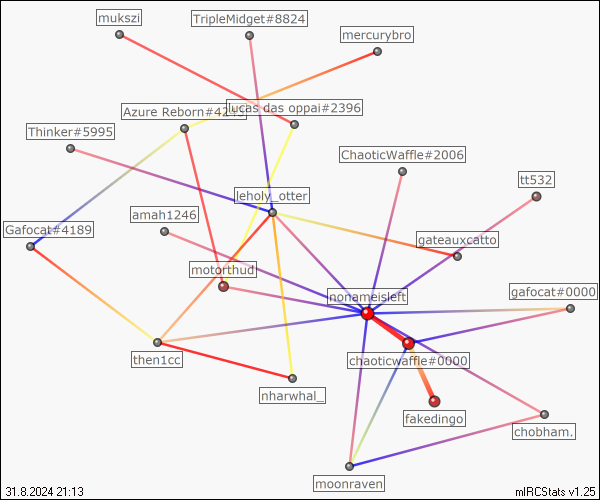 mukszi
TripleMidget#8824
mercurybro
Azure Reborn#4243
lucas das oppai#2396
Thinker#5995
ChaoticWaffle#2006
tt532
leholy_otter
amah1246
Gafocat#4189
gateauxcatto
motorthud
nonameisleft
gafocat#0000
then1cc
chaoticwaffle#0000
nharwhal_
fakedingo
chobham.
moonraven
31.8.2024 21:13
mIRCStats v1.25